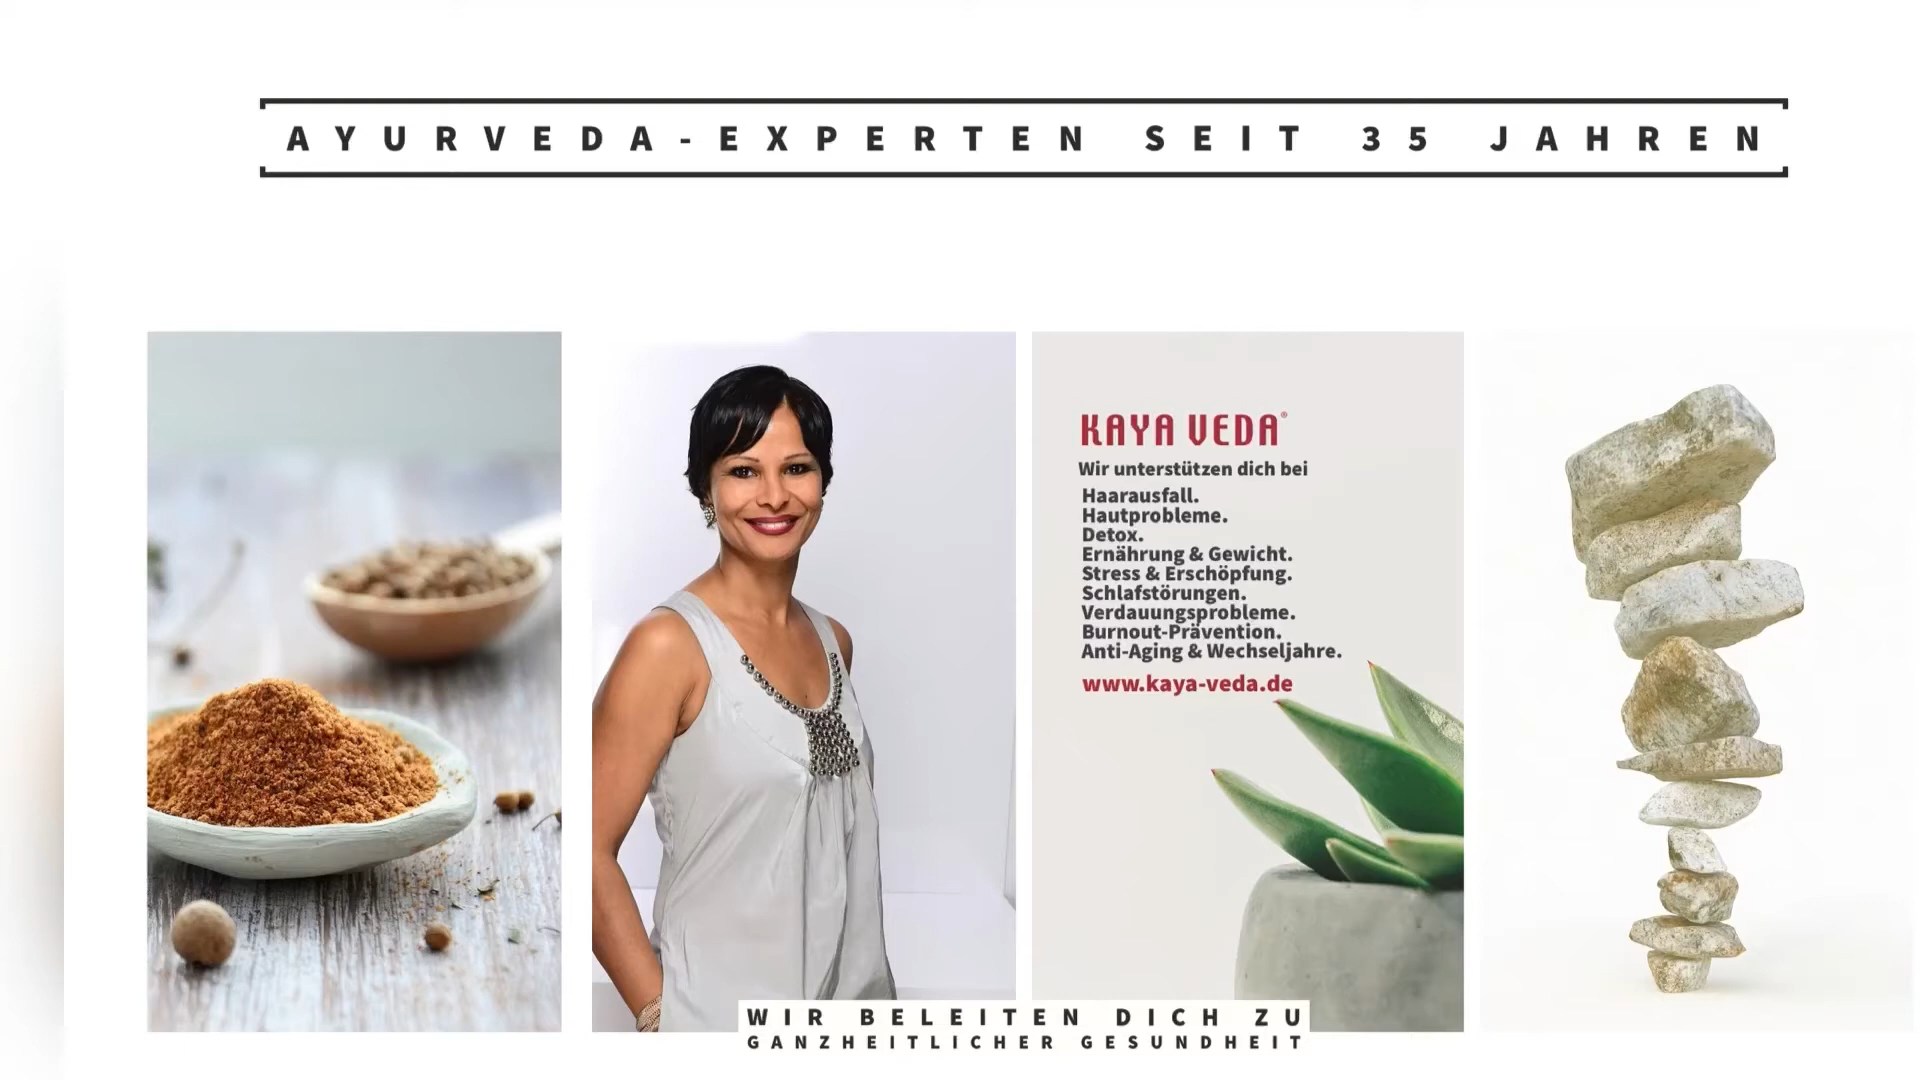 AYURVEDA-EXPERTEN SEIT 35 JAHREN
KAYA VEDA®
Wir unterstützen dich bei
Haarausfall.
Hautprobleme.
Detox.
Ernährung & Gewicht.
Stress & Erschöpfung.
Schlafstörungen.
Verdauungsprobleme.
Burnout-Prävention.
Anti-Aging & Wechseljahre.
www.kaya-veda.de
WIR BELEITEN DICH ZU
GANZHEITLICHER GESUNDHEIT